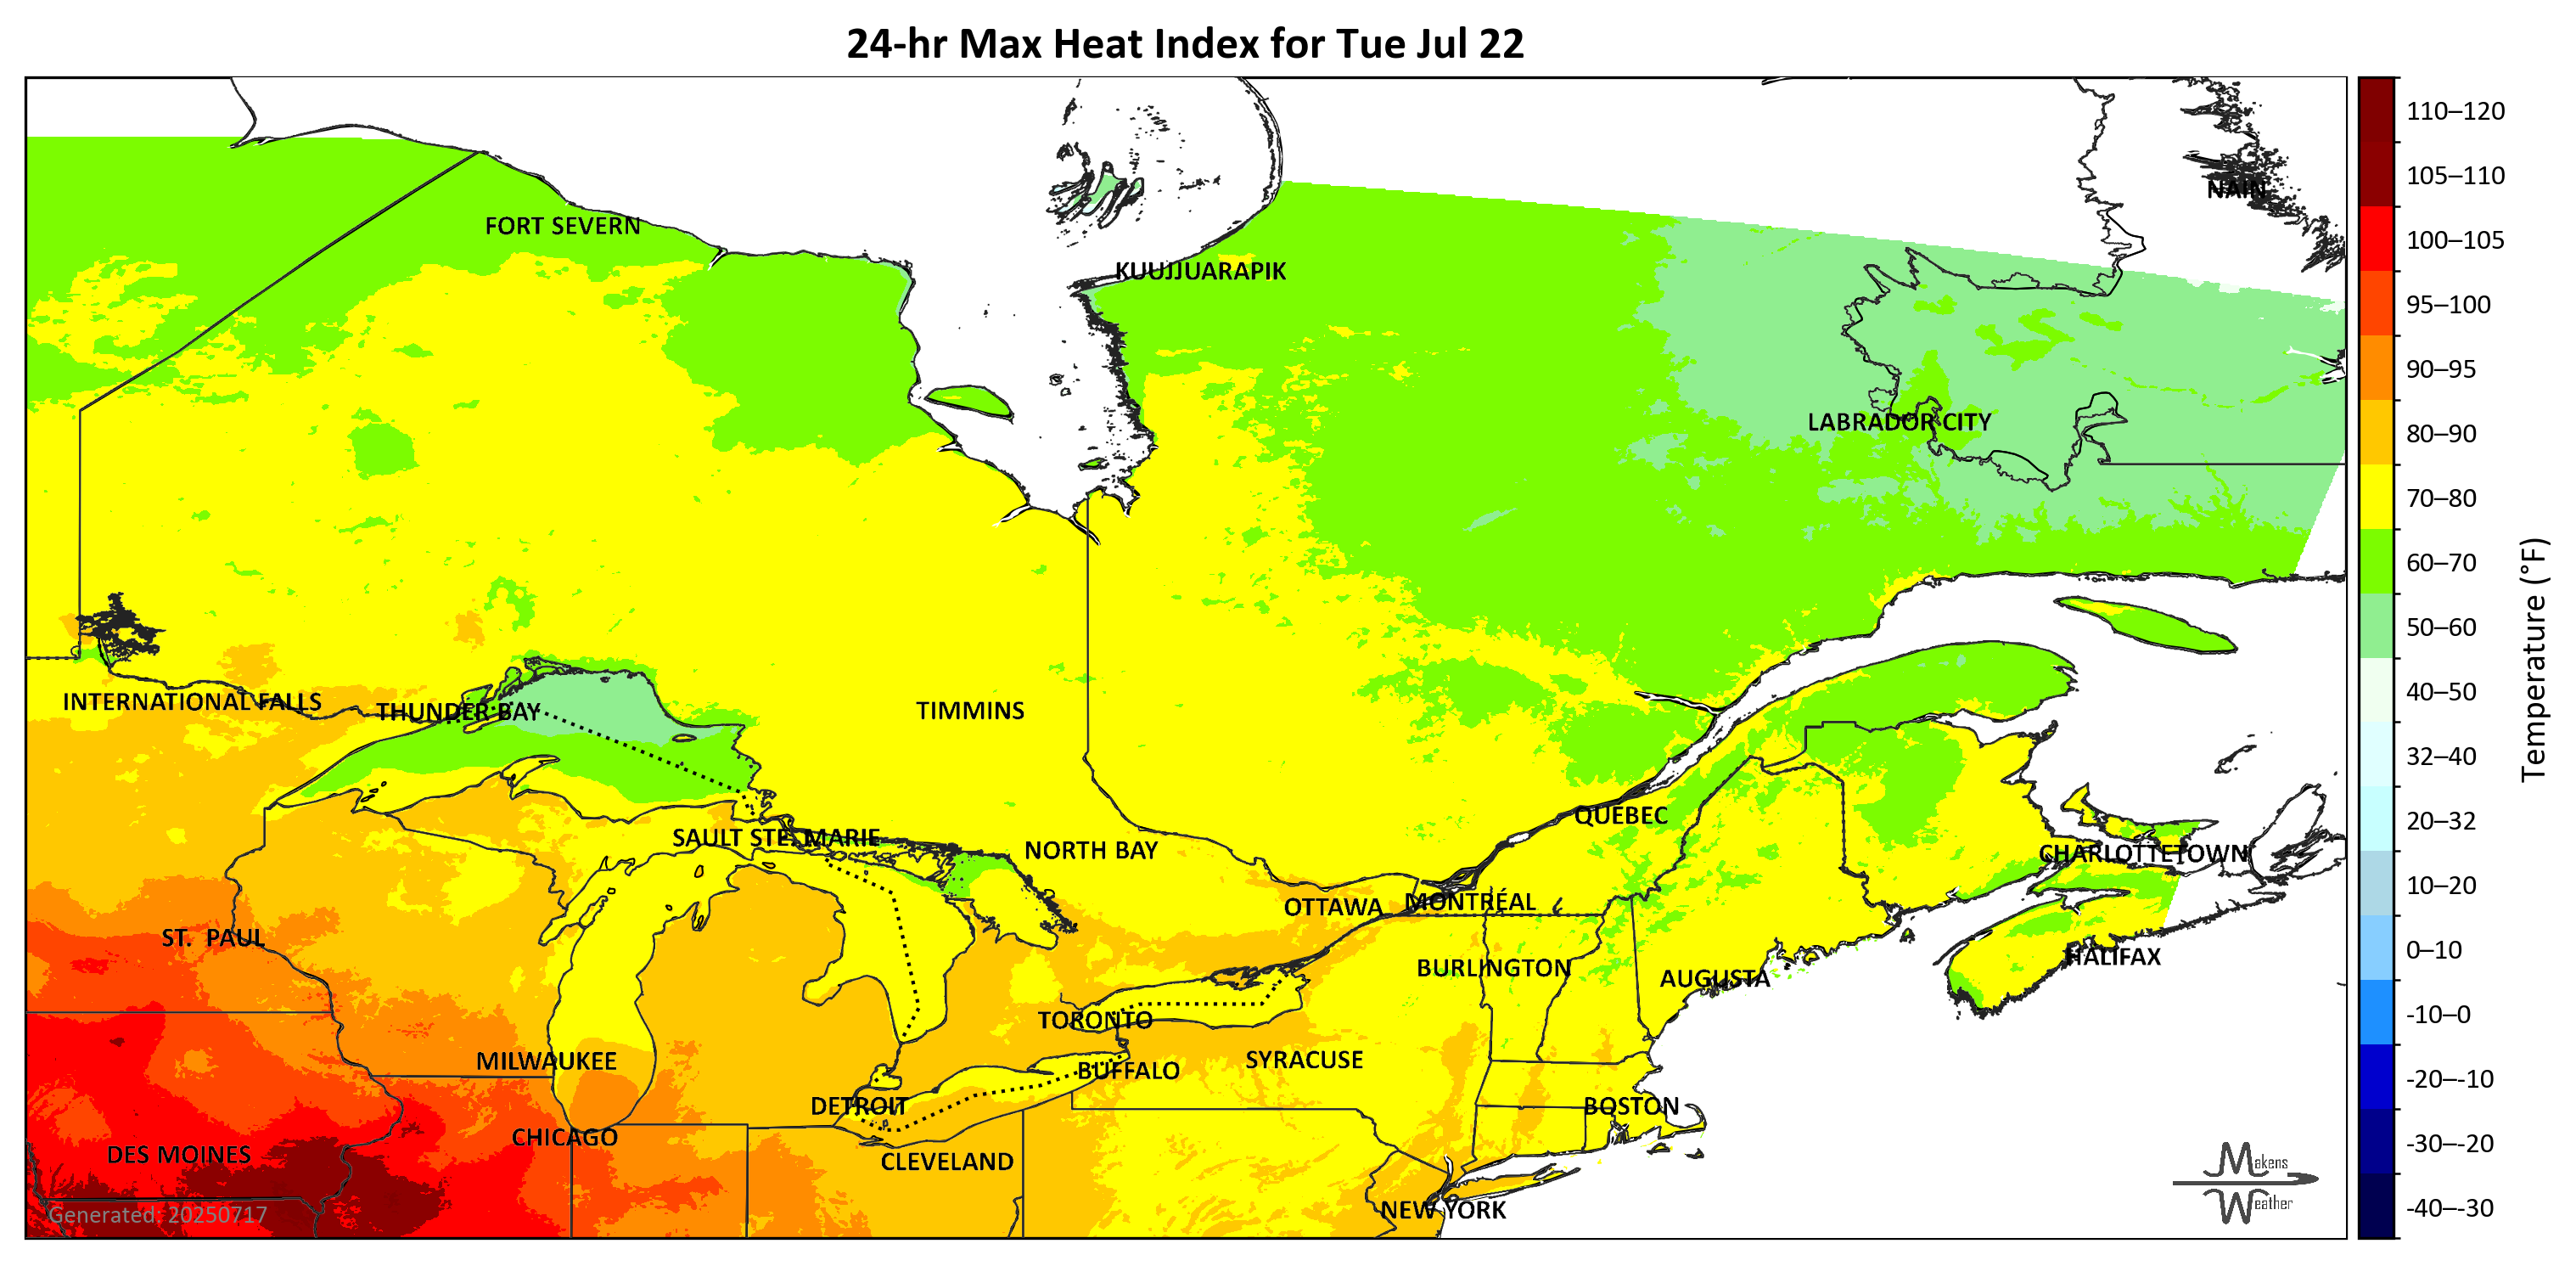 24-hr Max Heat Index for Tue Jul 22
NAIN
FORT SEVERN
KUUJJUARAPIK
LABRADOR CITY
INTERNATIONAL FALLS
THUNDER BAY
TIMMINS
QUEBEC
SAULT STE. MARIE
NORTH BAY
CHARLOTTETOWN
OTTAWA
MONTRÉAL
ST. PAUL
HALIFAX
BURLINGTON
AUGUSTA
TORONTO
MILWAUKEE
SYRACUSE
BUFFALO
DETROIT
BOSTON
CHICAGO
DES MOINES
CLEVELAND
NEW YORK
Generated: 20250717
Makens
Weather
110–120
105–110
100–105
95–100
90–95
80–90
70–80
60–70
50–60
40–50
32–40
20–32
10–20
0–10
-10–0
-20–-10
-30–-20
-40–-30
Temperature (°F)